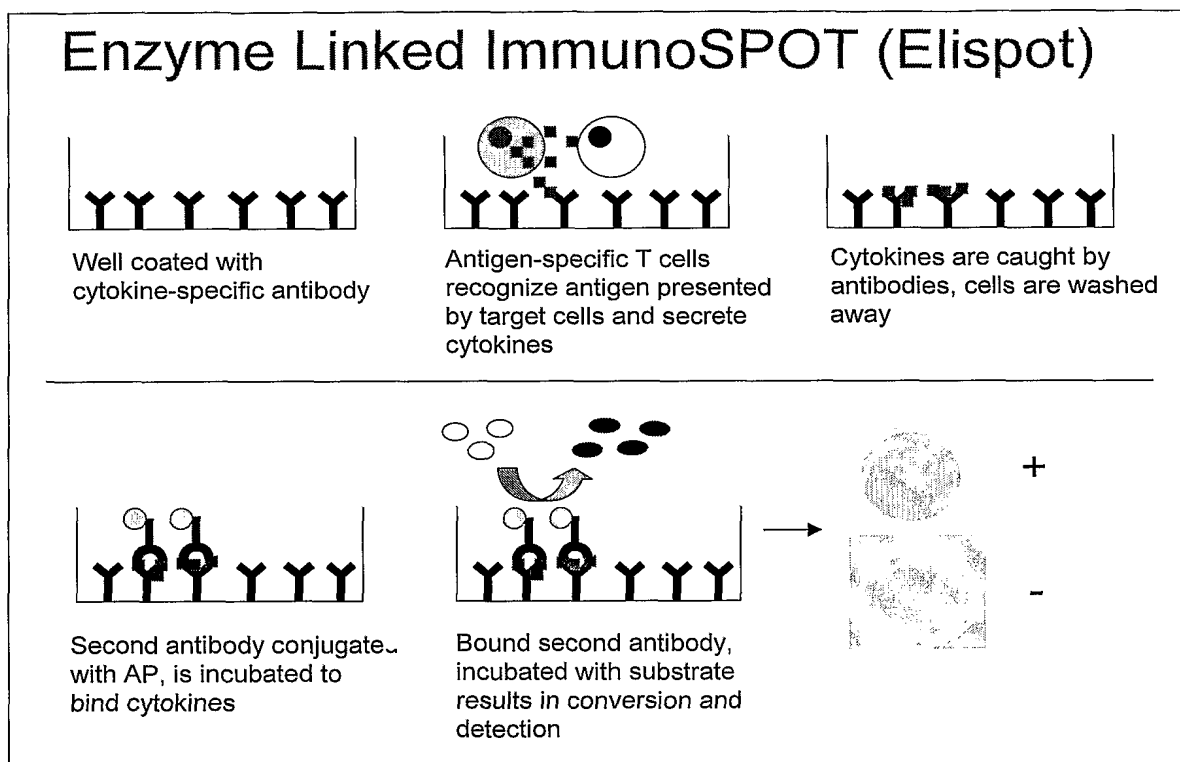 Enzyme Linked ImmunoSPOT (Elispot)
Well coated with
cytokine-specific antibody
Antigen-specific T cells
recognize antigen presented
by target cells and secrete
cytokines
Cytokines are caught by
antibodies, cells are washed
away
Second antibody conjugate
with AP, is incubated to
bind cytokines
Bound second antibody,
incubated with substrate
results in conversion and
detection
+
-